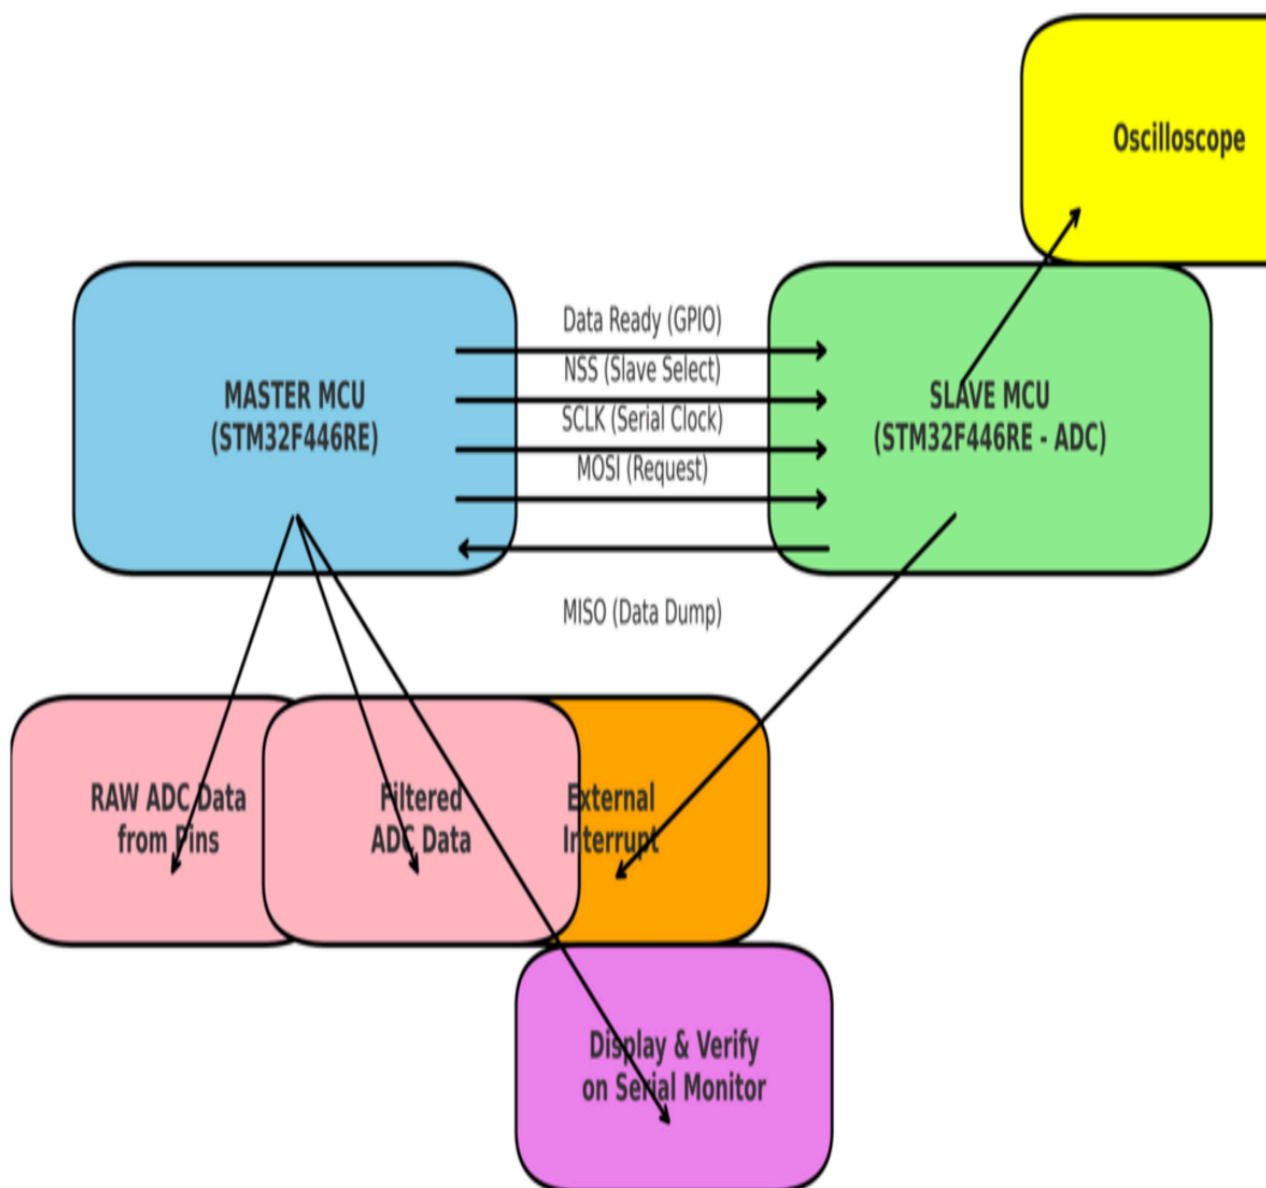 Oscilloscope
Data Ready (GPIO)
NSS (Slave Select)
SCLK (Serial Clock)
MOSI (Request)
MASTER MCU
(STM32F446RE)
SLAVE MCU
(STM32F446RE - ADC)
MISO (Data Dump)
RAW ADC Data
from Pins
Filtered
ADC Data
External
Interrupt
Display & Verify
on Serial Monitor